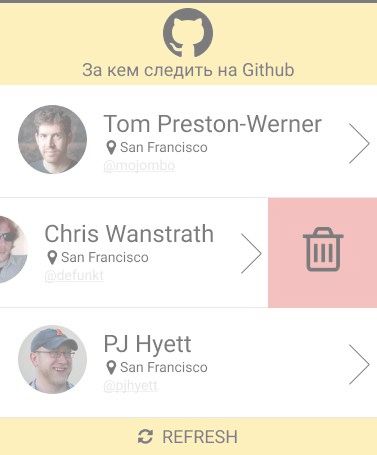 За кем следить на Github
Tom Preston-Werner
San Francisco
@mojombo
Chris Wanstrath
San Francisco
@defunkt
PJ Hyett
San Francisco
@pjhyett
REFRESH